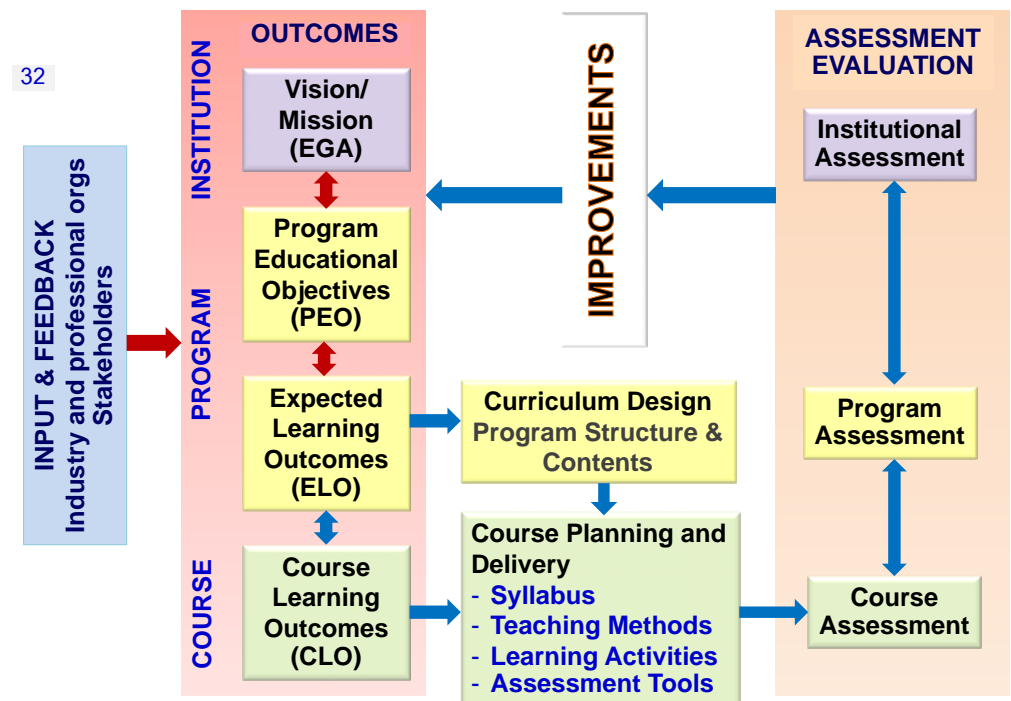 32
INPUT & FEEDBACK
Industry and professional orgs
Stakeholders
OUTCOMES
INSTITUTION
PROGRAM
COURSE
Vision/
Mission
(EGA)
Program
Educational
Objectives
(PEO)
Expected
Learning
Outcomes
(ELO)
Course
Learning
Outcomes
(CLO)
Curriculum Design
Program Structure &
Contents
Course Planning and
Delivery
- Syllabus
- Teaching Methods
- Learning Activities
- Assessment Tools
IMPROVEMENTS
ASSESSMENT
EVALUATION
Institutional
Assessment
Program
Assessment
Course
Assessment